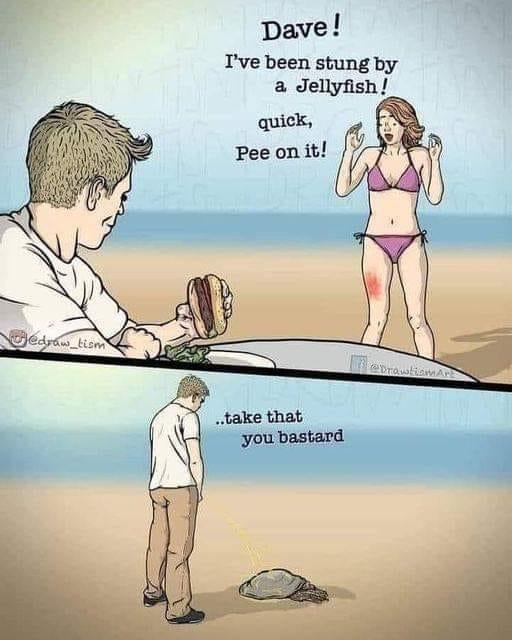 Dave!
I've been stung by
a Jellyfish!
quick,
Pee on it!
@draw_tism
@DrawtismArt
..take that
you bastard